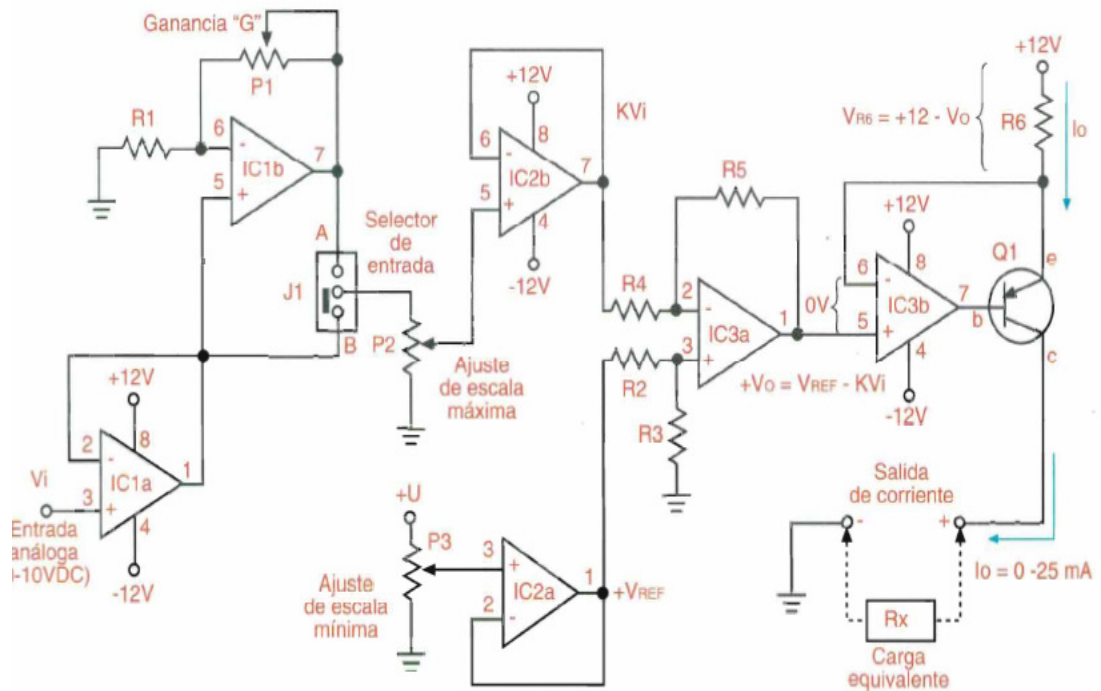 Ganancia "G"
P1
R1
6
-
IC1b
7
5
+
A
Selector
de
entrada
J1
B
P2
Ajuste
de escala
máxima
+12V
8
2
-
IC1a
1
Vi
3
+
4
Entrada
análoga
-10VDC)
-12V
+12V
8
KVi
6
-
IC2b
7
5
+
4
-12V
+U
P3
Ajuste
de escala
mínima
3
+
IC2a
1
2
-
+VREF
R5
R4
2
-
IC3a
1
R2
3
+
R3
+VO = VREF - KVi
+12V
VR6 = +12 - VO
R6
Io
+12V
8
6
-
0V
IC3b
7
5
+
4
-12V
Q1
e
b
c
Salida
de corriente
-
+
Io = 0 -25 mA
Rx
Carga
equivalente